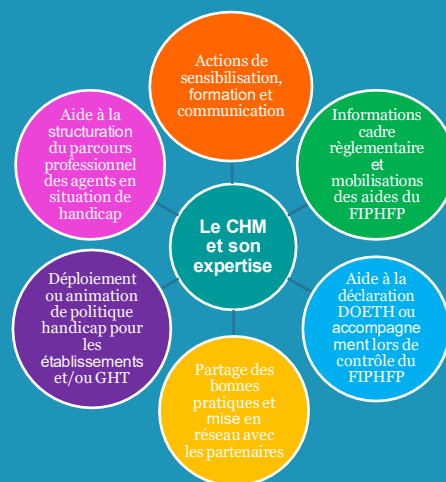 Actions de
sensibilisation,
formation et
communication
Informations
cadre
règlementaire
et
mobilisations
des aides du
FIPHFP
Aide à la
déclaration
DOETH ou
accompagne
ment lors de
contrôle du
FIPHFP
Partage des
bonnes
pratiques et
mise en
réseau avec
les partenaires
Déploiement
ou animation
de politique
handicap pour
les
établissements
et/ou GHT
Aide à la
structuration
du parcours
professionnel
des agents en
situation de
handicap
Le CHM
et son
expertise